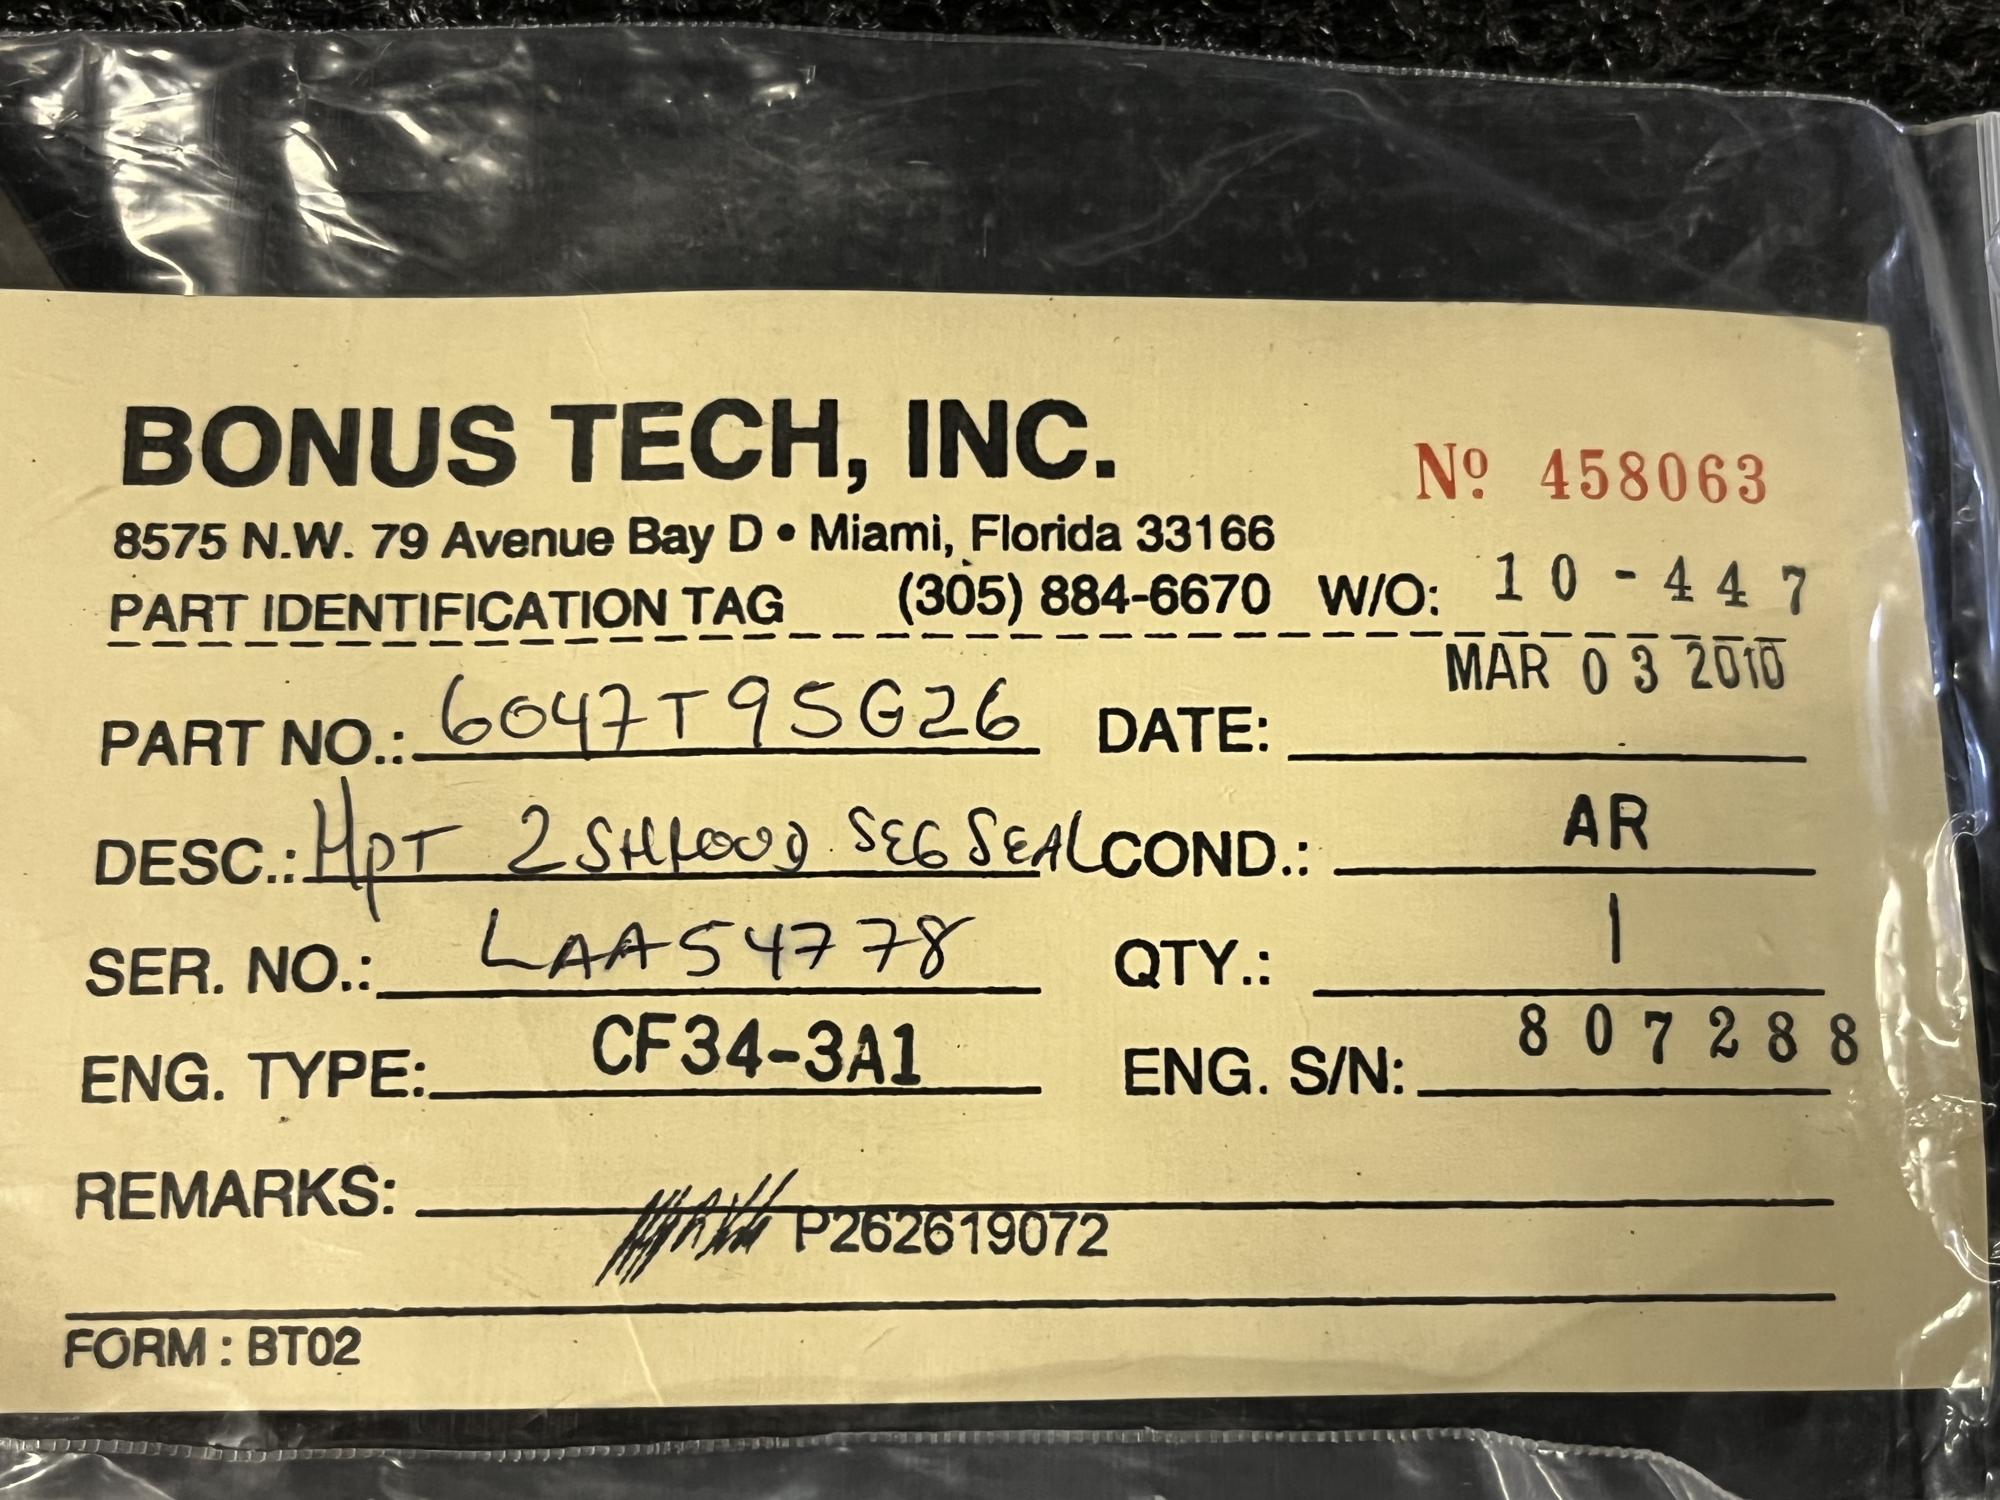 BONUS TECH, INC.
Nº 458063
8575 N.W. 79 Avenue Bay D • Miami, Florida 33166
PART IDENTIFICATION TAG (305) 884-6670 W/O: 10-447
MAR 03 2010
PART NO.: 6047T95G26 DATE:
DESC.: HPT 2 SHROUD SEG SEAL COND.: AR
SER. NO.: LAA54778 QTY.: 1
ENG. TYPE: CF34-3A1 ENG. S/N: 807288
REMARKS:
P262619072
FORM : BT02